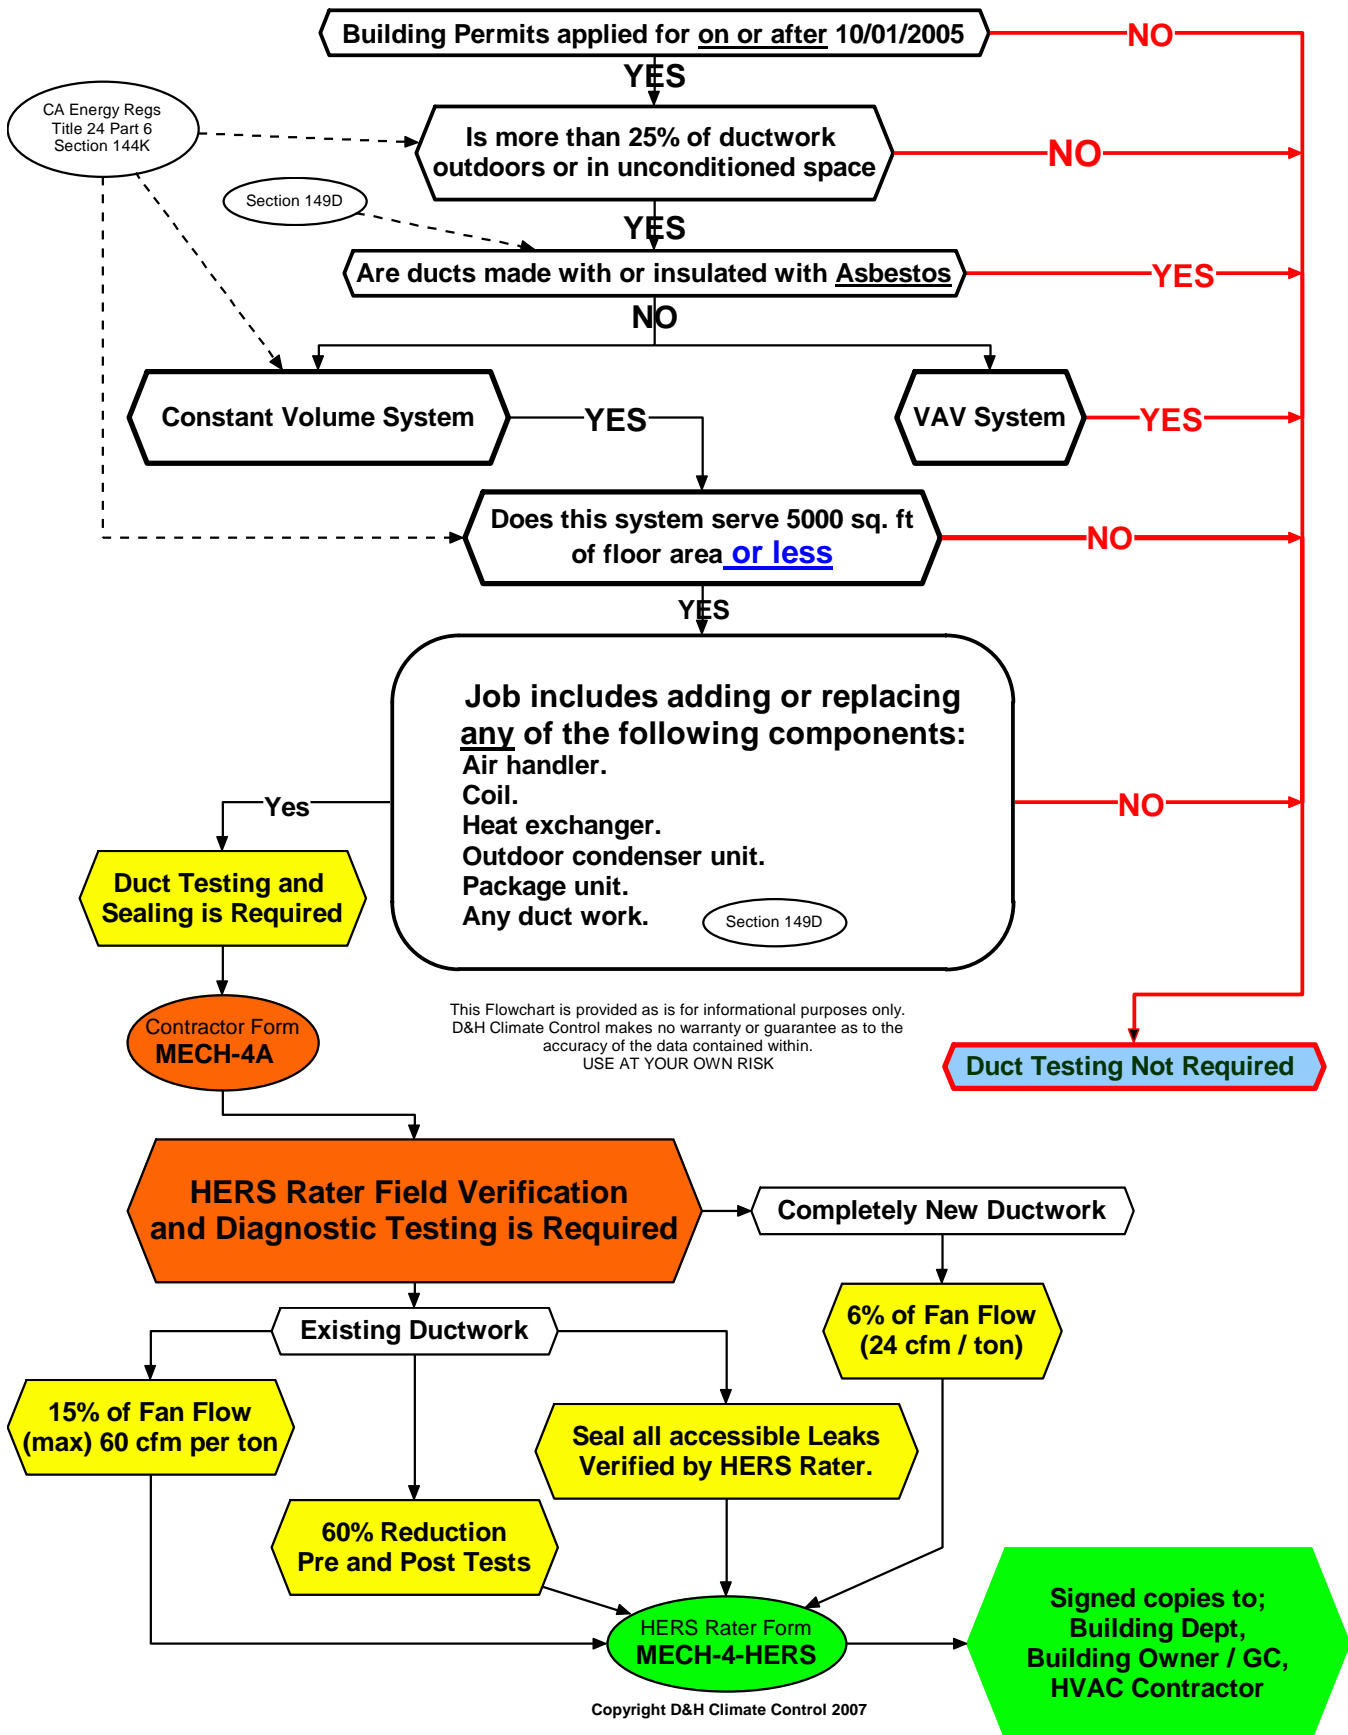 Building Permits applied for on or after 10/01/2005
NO
YES
CA Energy Regs
Title 24 Part 6
Section 144K
Is more than 25% of ductwork
outdoors or in unconditioned space
NO
Section 149D
YES
Are ducts made with or insulated with Asbestos
YES
NO
Constant Volume System
YES
VAV System
YES
Does this system serve 5000 sq. ft
of floor area or less
NO
YES
Job includes adding or replacing
any of the following components:
Air handler.
Coil.
Heat exchanger.
Outdoor condenser unit.
Package unit.
Any duct work.
Section 149D
Yes
NO
Duct Testing and
Sealing is Required
Contractor Form
MECH-4A
This Flowchart is provided as is for informational purposes only.
D&H Climate Control makes no warranty or guarantee as to the
accuracy of the data contained within.
USE AT YOUR OWN RISK
Duct Testing Not Required
HERS Rater Field Verification
and Diagnostic Testing is Required
Completely New Ductwork
6% of Fan Flow
(24 cfm / ton)
Existing Ductwork
15% of Fan Flow
(max) 60 cfm per ton
Seal all accessible Leaks
Verified by HERS Rater.
60% Reduction
Pre and Post Tests
HERS Rater Form
MECH-4-HERS
Signed copies to;
Building Dept,
Building Owner / GC,
HVAC Contractor
Copyright D&H Climate Control 2007